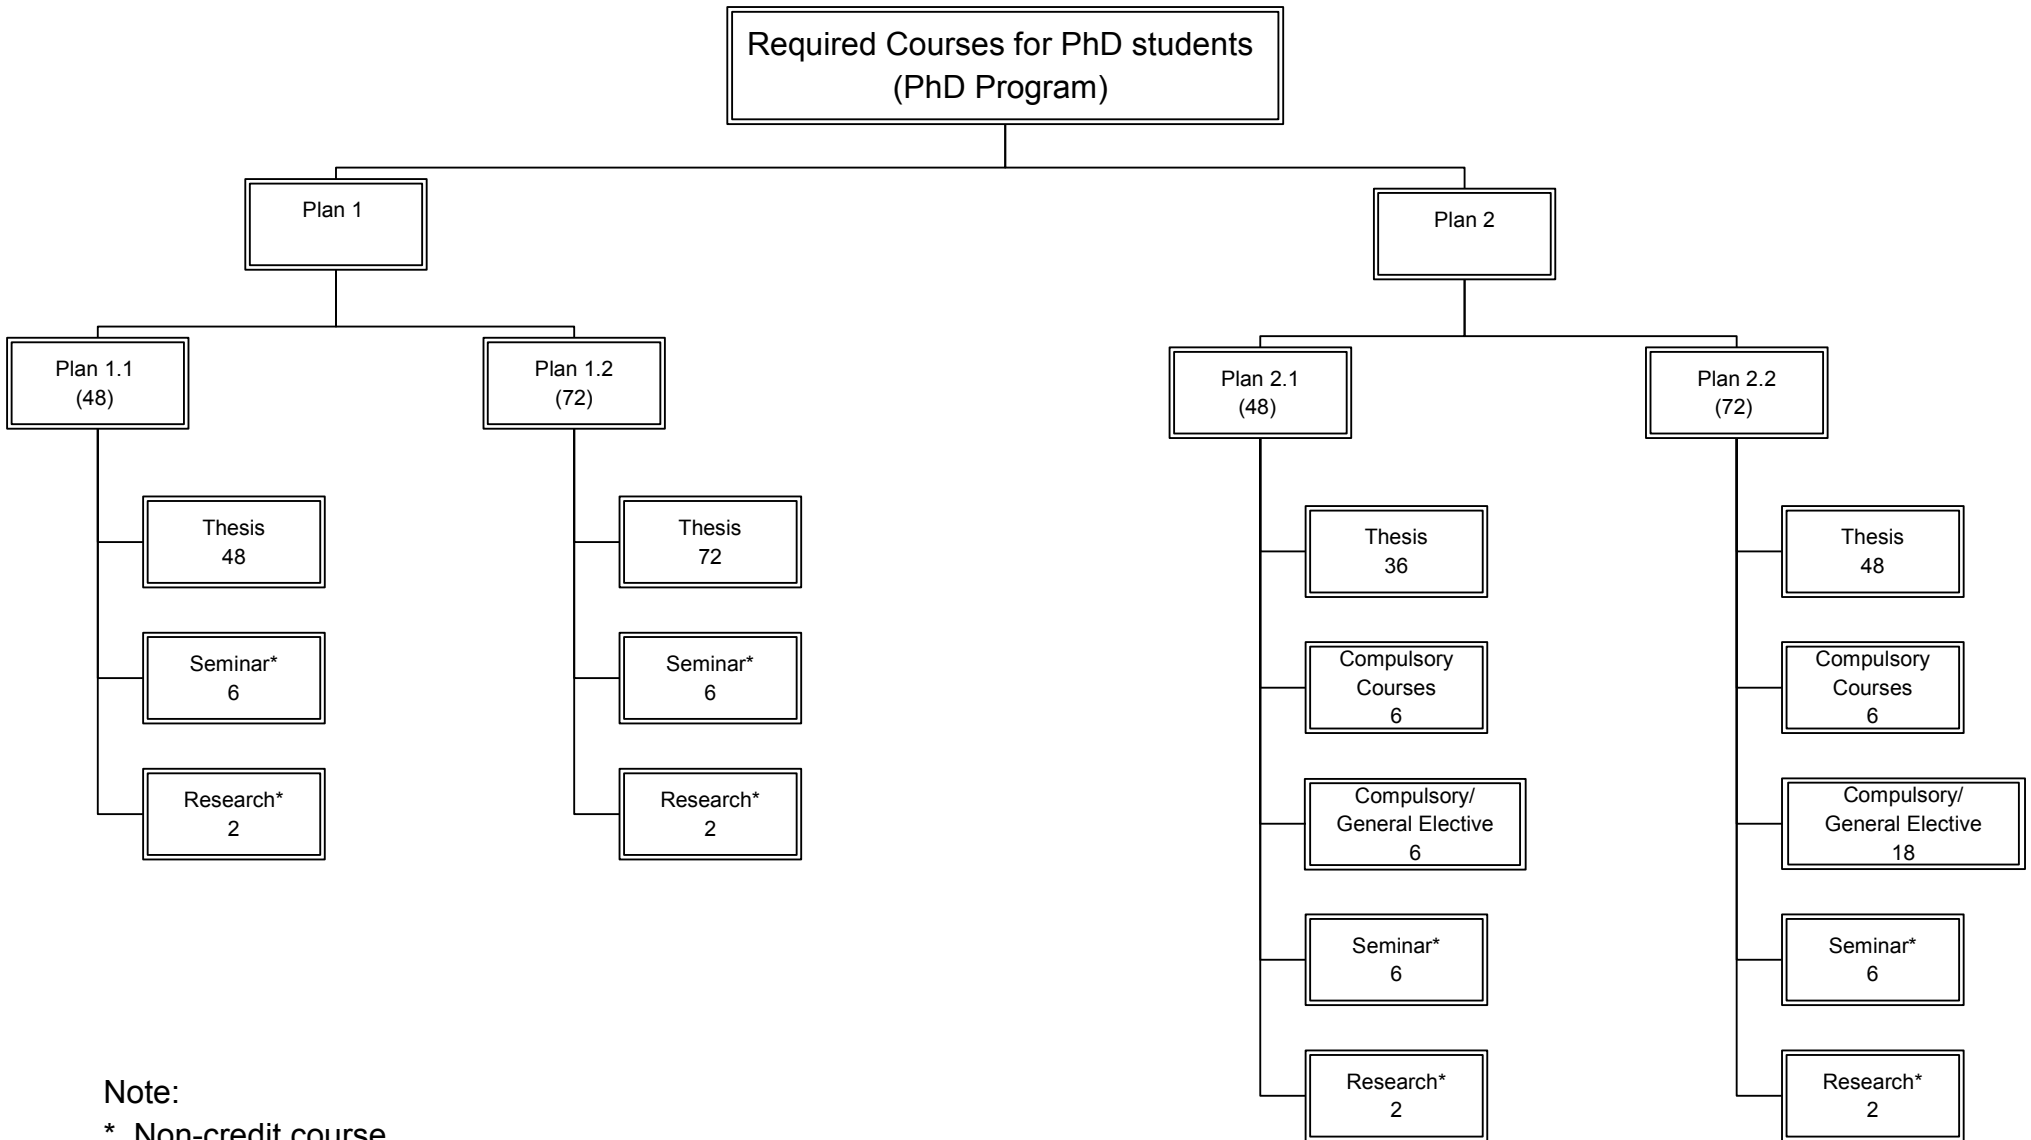 Required Courses for PhD students
(PhD Program)
Plan 1
Plan 2
Plan 1.1
(48)
Plan 1.2
(72)
Plan 2.1
(48)
Plan 2.2
(72)
Thesis
48
Seminar*
6
Research*
2
Thesis
72
Seminar*
6
Research*
2
Thesis
36
Compulsory
Courses
6
Compulsory/
General Elective
6
Seminar*
6
Research*
2
Thesis
48
Compulsory
Courses
6
Compulsory/
General Elective
18
Seminar*
6
Research*
2
Note:
* Non-credit course